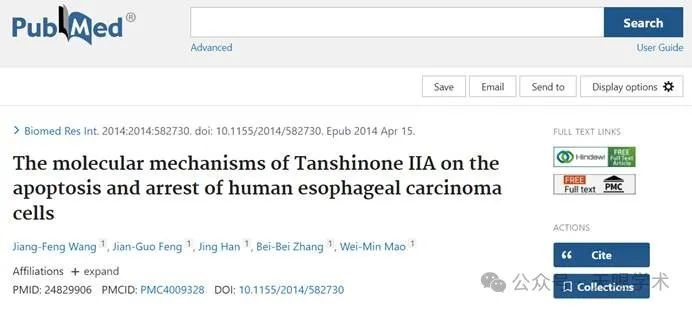 PubMed®
Search
Advanced
User Guide
Save
Email
Send to
Display options
Biomed Res Int. 2014:2014:582730. doi: 10.1155/2014/582730. Epub 2014 Apr 15.
The molecular mechanisms of Tanshinone IIA on the
apoptosis and arrest of human esophageal carcinoma
cells
Jiang-Feng Wang 1, Jian-Guo Feng 1, Jing Han 1, Bei-Bei Zhang 1, Wei-Min Mao 1
Affiliations + expand
PMID: 24829906 PMCID: PMC4009328 DOI: 10.1155/2014/582730
FULL TEXT LINKS
Hindawi FREE Full Text Article
FREE Full text PMC
ACTIONS
Cite
Collections
公众号
学术